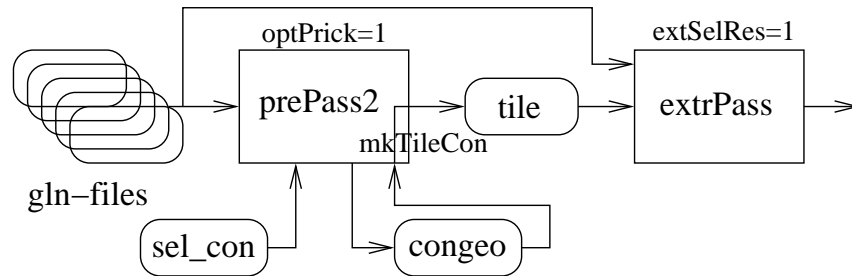 optPrick=1
extSelRes=1
prePass2
tile
extrPass
mkTileCon
gln−files
sel_con
congeo